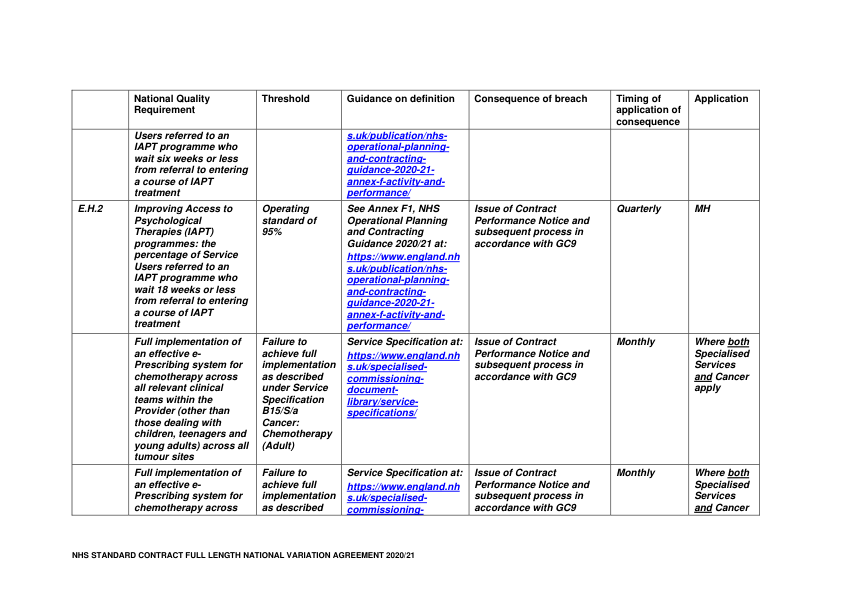 National Quality Requirement
Threshold
Guidance on definition
Consequence of breach
Timing of application of consequence
Application
Users referred to an
IAPT programme who
wait six weeks or less
from referral to entering
a course of IAPT
treatment
s.uk/publication/nhs-
operational-planning-
and-contracting-
guidance-2020-21-
annex-f-activity-and-
performance/
E.H.2
Improving Access to
Psychological
Therapies (IAPT)
programmes: the
percentage of Service
Users referred to an
IAPT programme who
wait 18 weeks or less
from referral to entering
a course of IAPT
treatment
Operating
standard of
95%
See Annex F1, NHS
Operational Planning
and Contracting
Guidance 2020/21 at:
https://www.england.nh
s.uk/publication/nhs-
operational-planning-
and-contracting-
guidance-2020-21-
annex-f-activity-and-
performance/
Issue of Contract
Performance Notice and
subsequent process in
accordance with GC9
Quarterly
MH
Full implementation of
an effective e-
Prescribing system for
chemotherapy across
all relevant clinical
teams within the
Provider (other than
those dealing with
children, teenagers and
young adults) across all
tumour sites
Failure to
achieve full
implementation
as described
under Service
Specification
B15/S/a
Cancer:
Chemotherapy
(Adult)
Service Specification at:
https://www.england.nh
s.uk/specialised-
commissioning-
document-
library/service-
specifications/
Issue of Contract
Performance Notice and
subsequent process in
accordance with GC9
Monthly
Where both
Specialised
Services
and Cancer
apply
Full implementation of
an effective e-
Prescribing system for
chemotherapy across
Failure to
achieve full
implementation
as described
Service Specification at:
https://www.england.nh
s.uk/specialised-
commissioning-
Issue of Contract
Performance Notice and
subsequent process in
accordance with GC9
Monthly
Where both
Specialised
Services
and Cancer
NHS STANDARD CONTRACT FULL LENGTH NATIONAL VARIATION AGREEMENT 2020/21